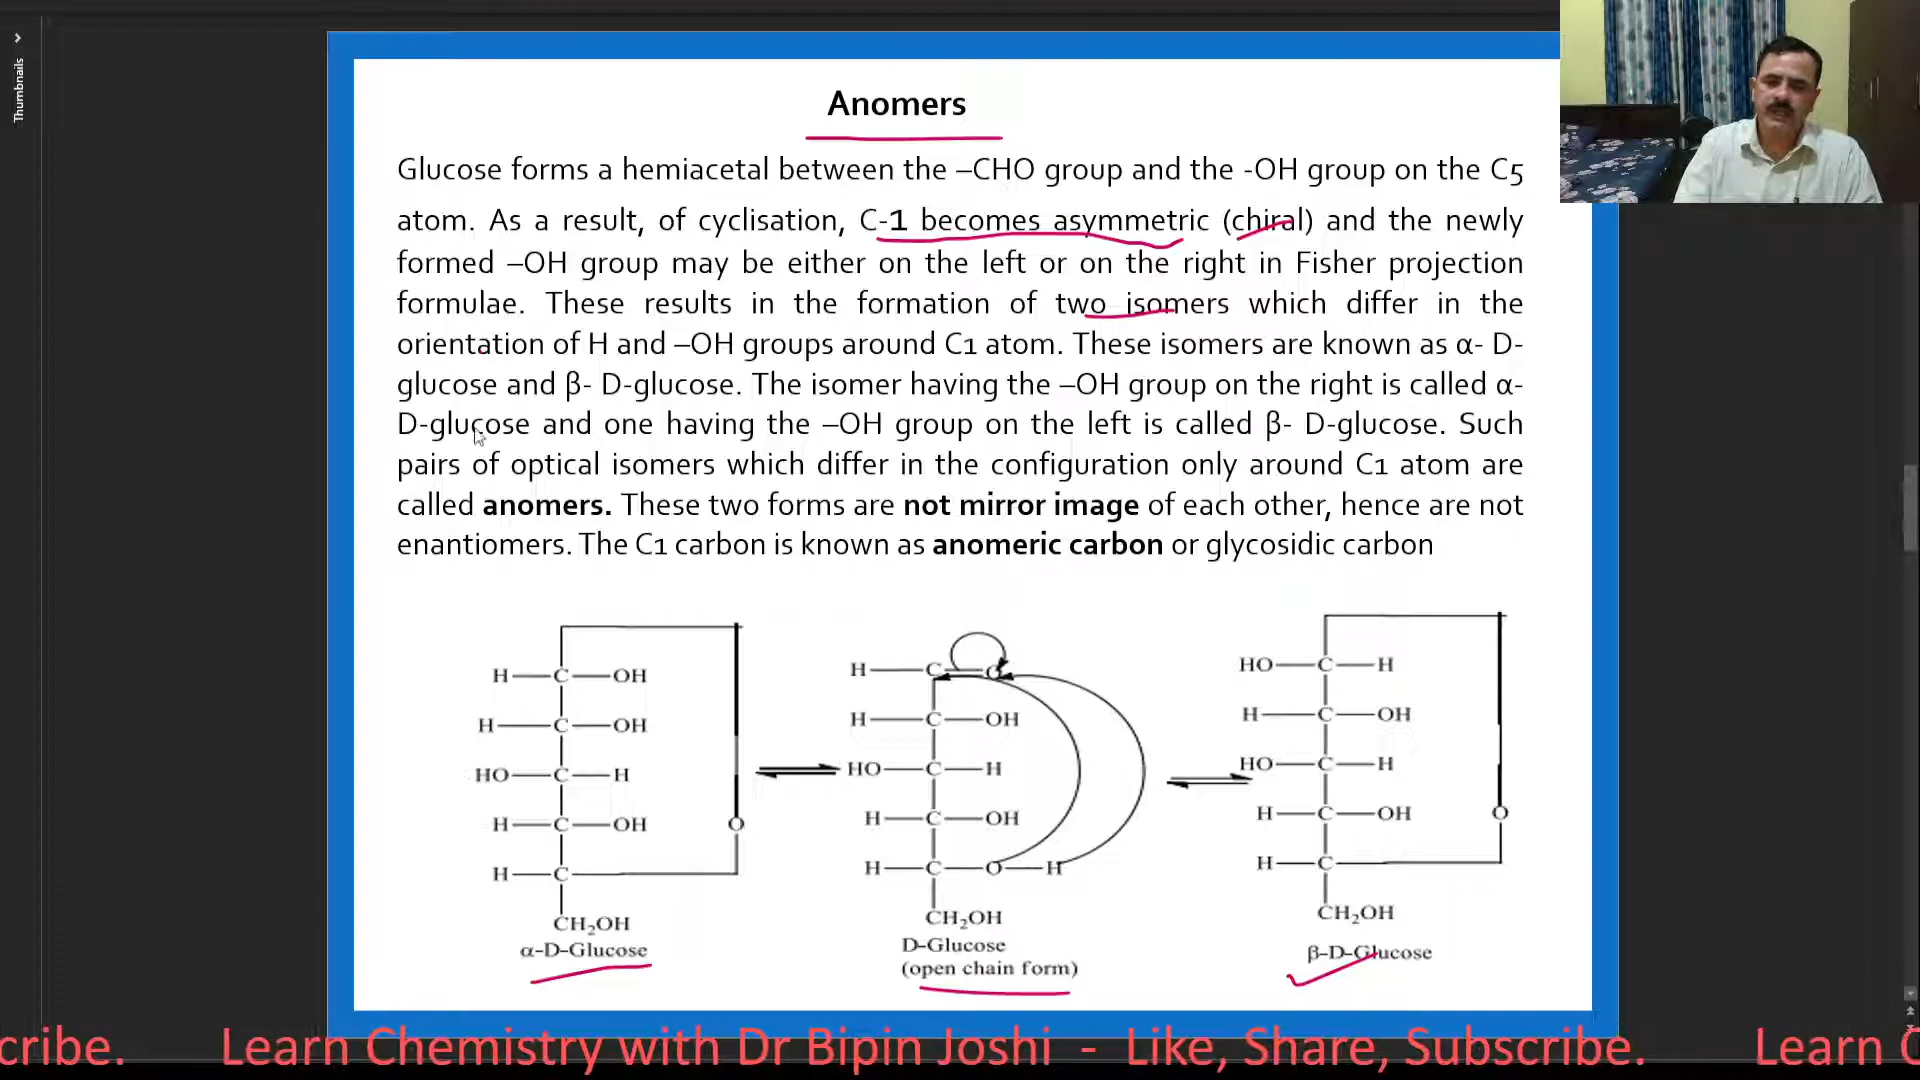 Thumbnails
Anomers
Glucose forms a hemiacetal between the –CHO group and the -OH group on the C5
atom. As a result, of cyclisation, C-1 becomes asymmetric (chiral) and the newly
formed –OH group may be either on the left or on the right in Fisher projection
formulae. These results in the formation of two isomers which differ in the
orientation of H and –OH groups around C1 atom. These isomers are known as α- D-
glucose and β- D-glucose. The isomer having the –OH group on the right is called α-
D-glucose and one having the –OH group on the left is called β- D-glucose. Such
pairs of optical isomers which differ in the configuration only around C1 atom are
called anomers. These two forms are not mirror image of each other, hence are not
enantiomers. The C1 carbon is known as anomeric carbon or glycosidic carbon
H C OH
H C OH
HO C H
H C OH O
H C
CH₂OH
α-D-Glucose
H C O
H C OH
HO C H
H C OH
H C O H
CH₂OH
D-Glucose
(open chain form)
HO C H
H C OH
HO C H
H C OH O
H C
CH₂OH
β-D-Glucose
cribe. Learn Chemistry with Dr Bipin Joshi - Like, Share, Subscribe. Learn C